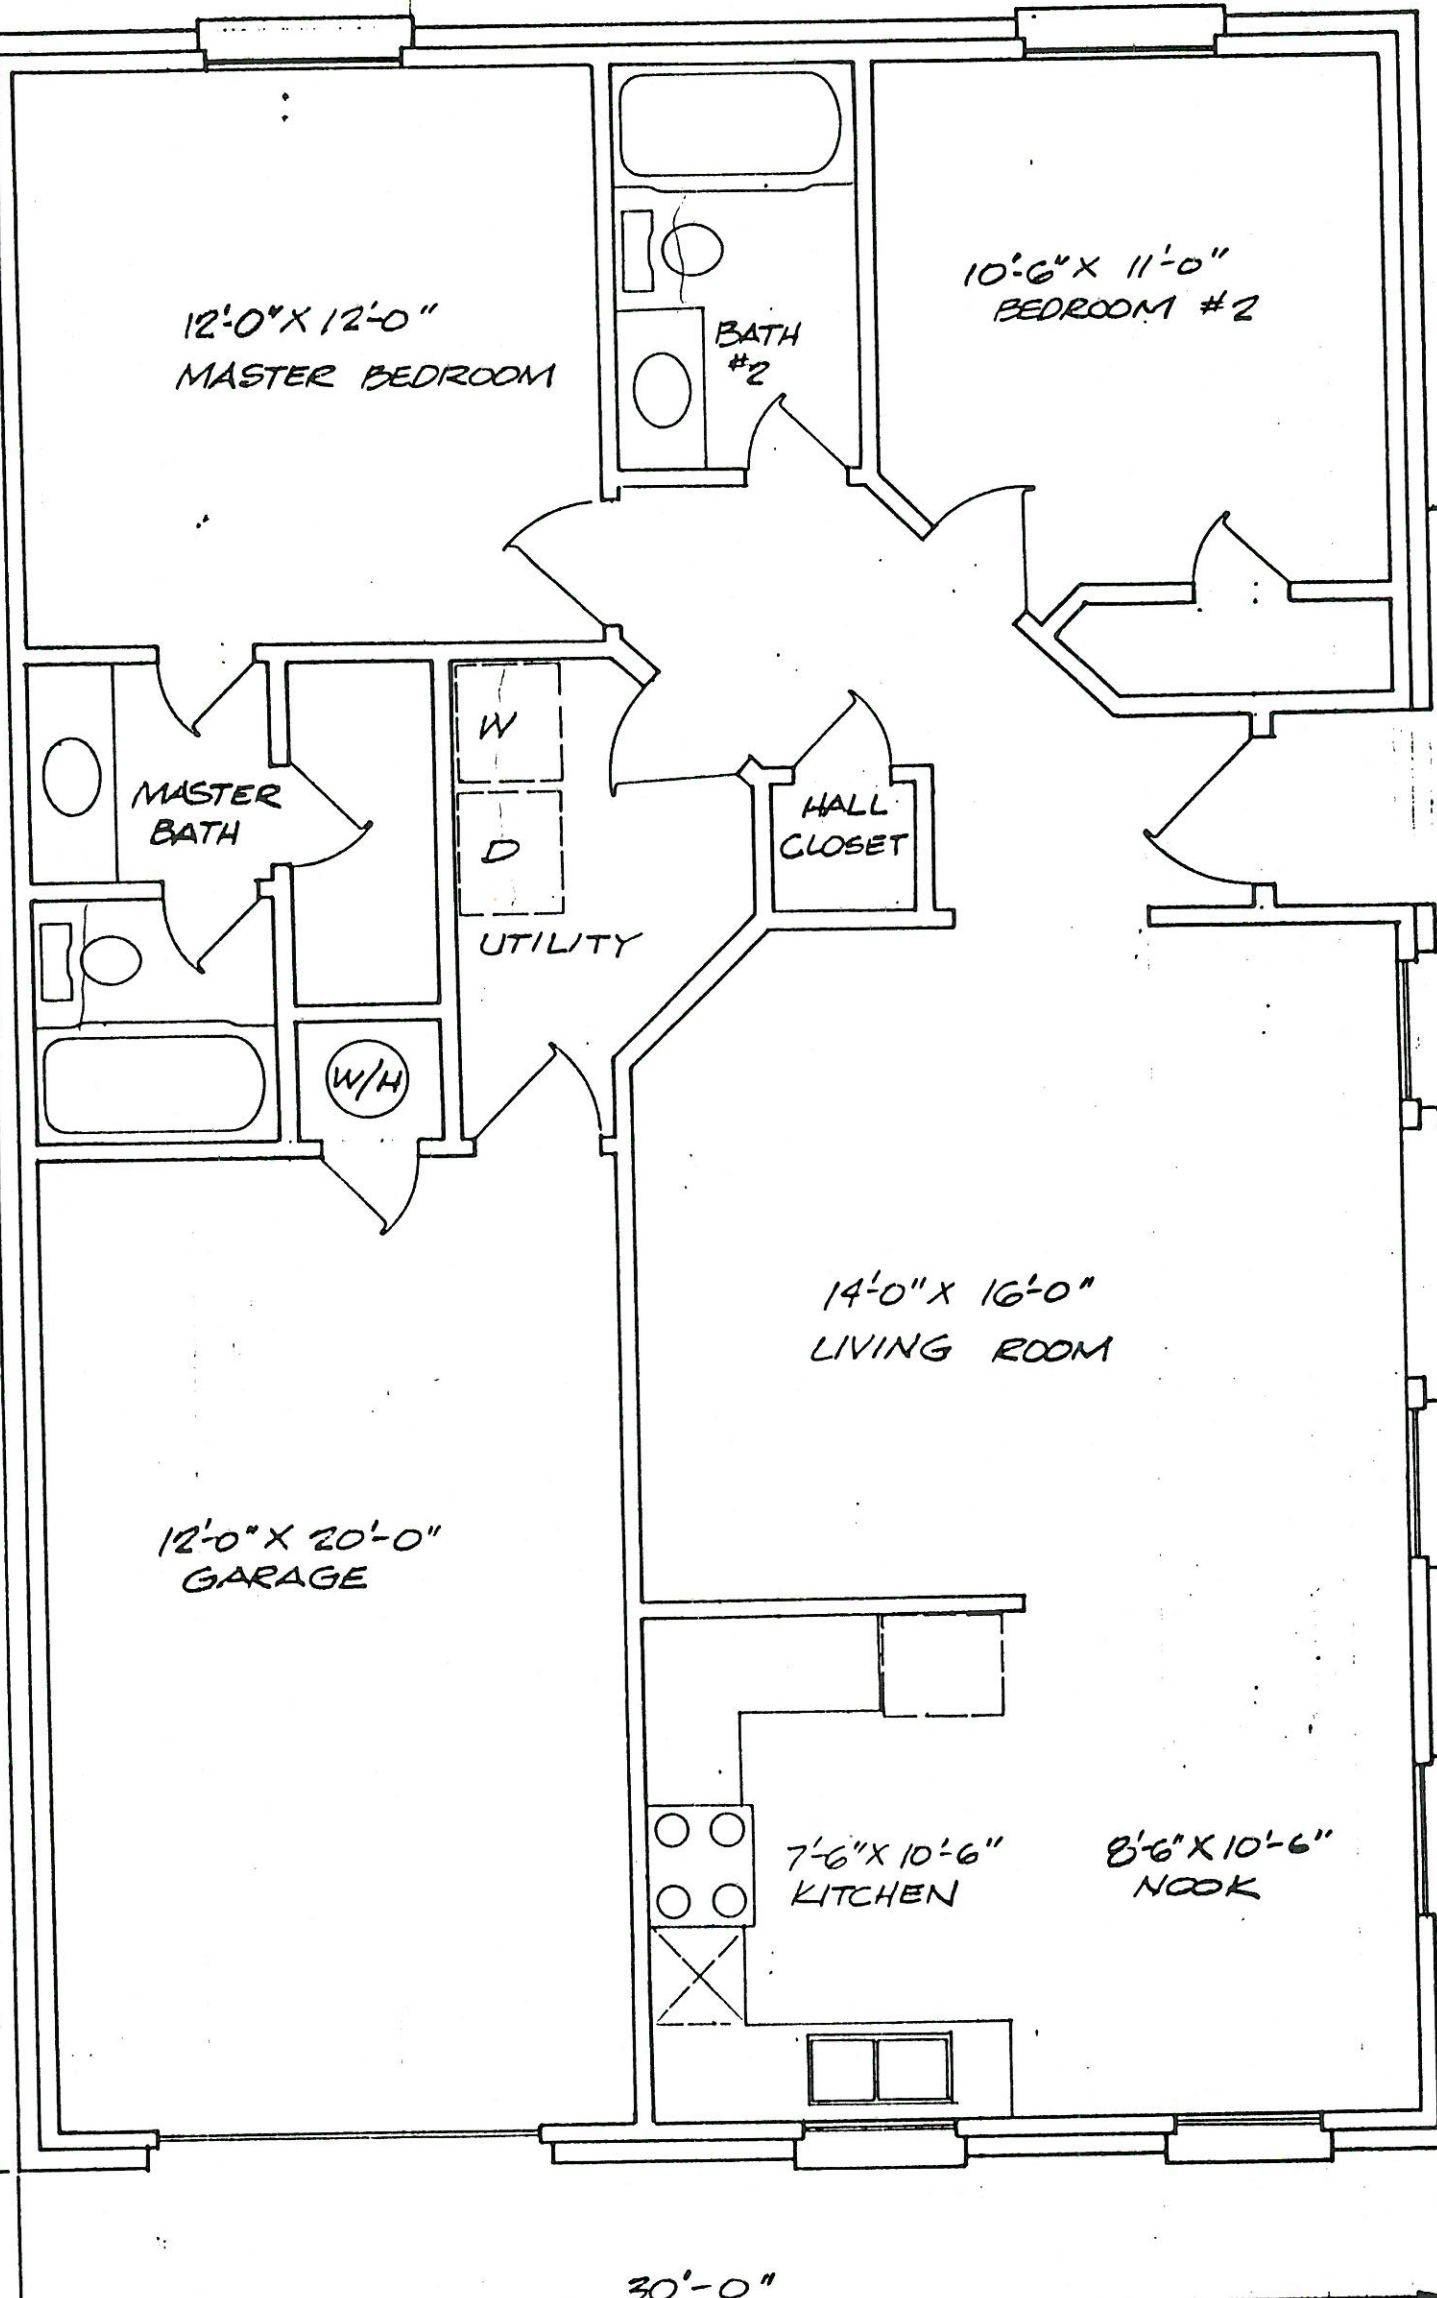 12'-0" X 12'-0"
MASTER BEDROOM
BATH
#2
10'-6" X 11'-0"
BEDROOM #2
W
D
UTILITY
MASTER
BATH
HALL
CLOSET
W/H
14'-0" X 16'-0"
LIVING ROOM
12'-0" X 20'-0"
GARAGE
7'-6" X 10'-6"
KITCHEN
8'-6" X 10'-6"
NOOK
30'-0"